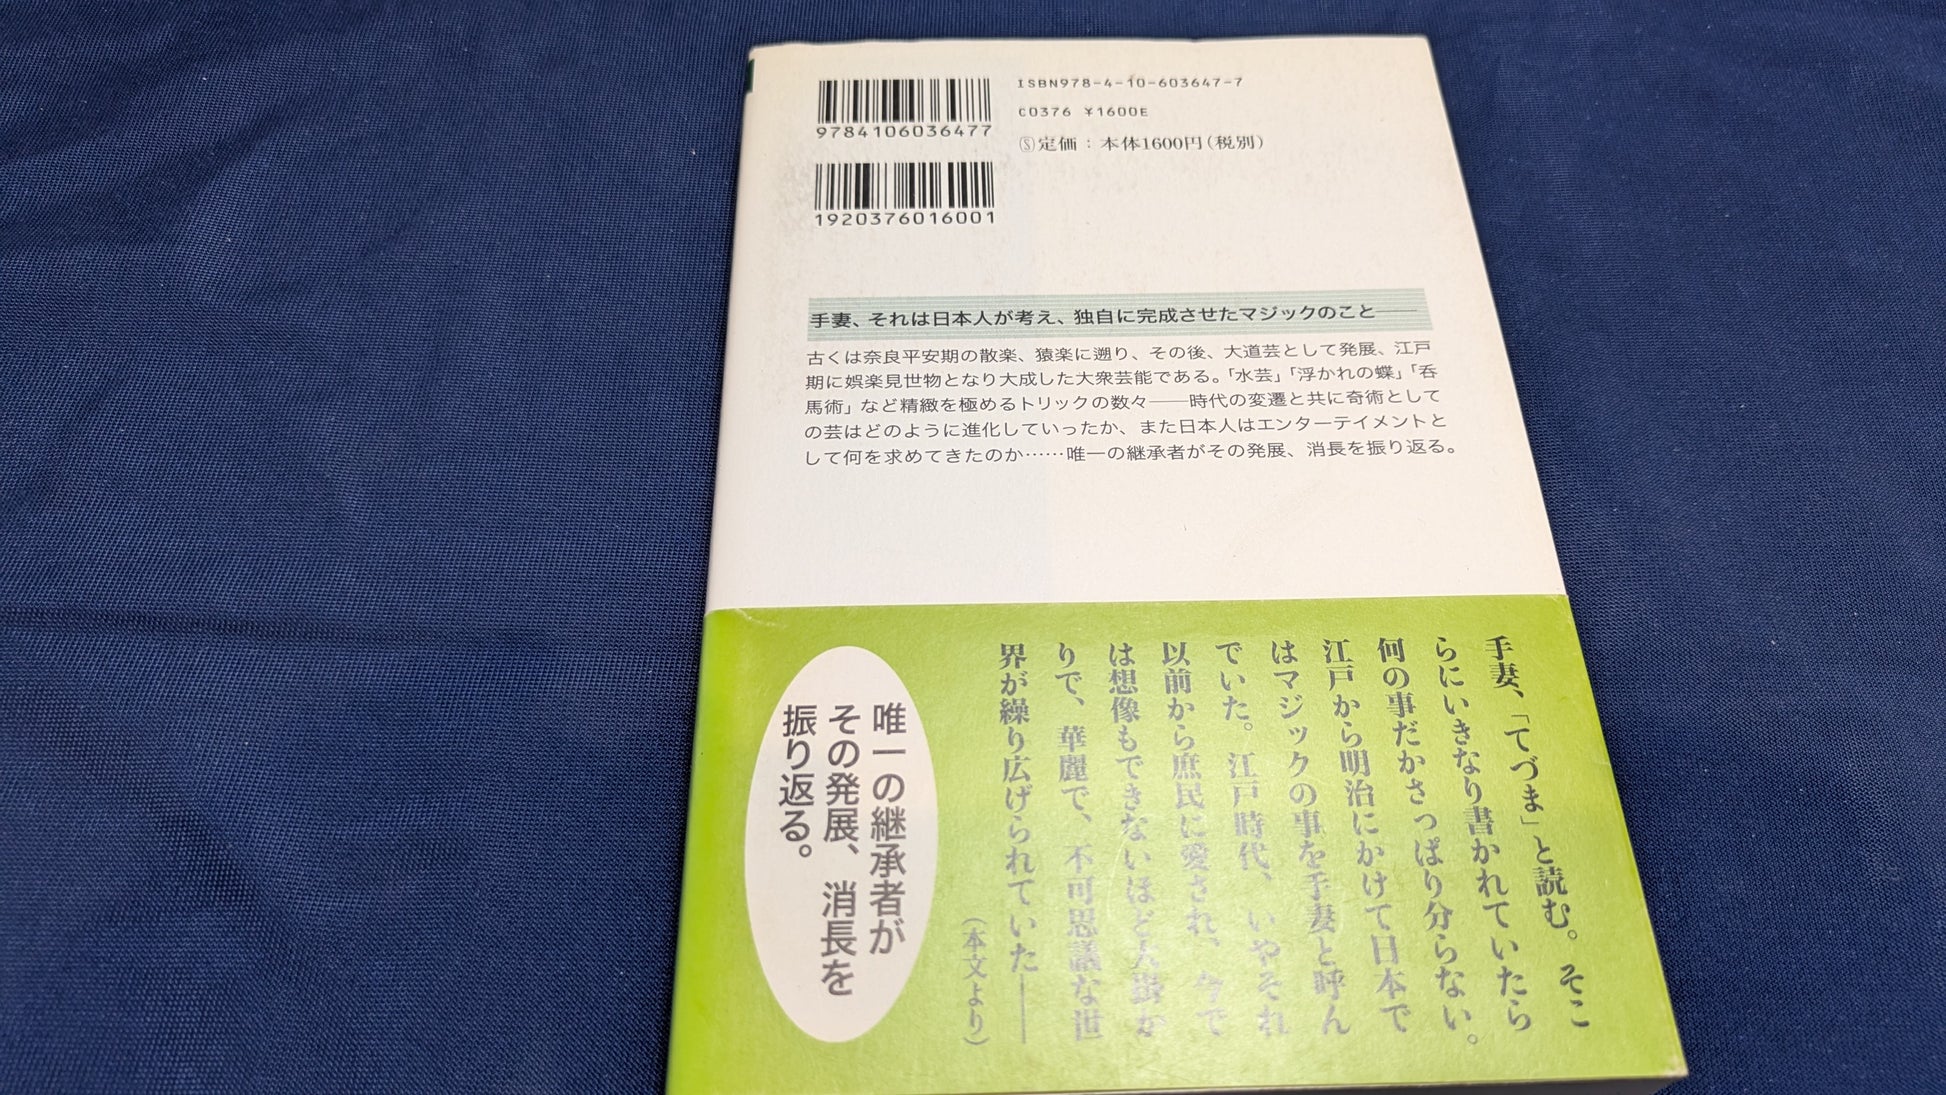 ISBN978-4-10-603647-7
C0376 ¥1600E
Ⓢ定価：本体1600円（税別）
9784106036477
1920376016001
手妻、それは日本人が考え、独自に完成させたマジックのこと――
古くは奈良平安期の散楽、猿楽に遡り、その後、大道芸として発展、江戸
期に娯楽見世物となり大成した大衆芸能である。「水芸」「浮かれの蝶」「呑
馬術」など精緻を極めるトリックの数々――時代の変遷と共に奇術として
の芸はどのように進化していったか、また日本人はエンターテイメントと
して何を求めてきたのか……唯一の継承者がその発展、消長を振り返る。
手妻、「てづま」と読む。そこ
らにいきなり書かれていたら
何の事だかさっぱり分らない。
江戸から明治にかけて日本で
はマジックの事を手妻と呼ん
でいた。江戸時代、いやそれ
以前から庶民に愛され、今で
は想像もできないほど大掛か
りで、華麗で、不可思議な世
界が繰り広げられていた――
（本文より）
唯一の継承者が
その発展、消長を
振り返る。